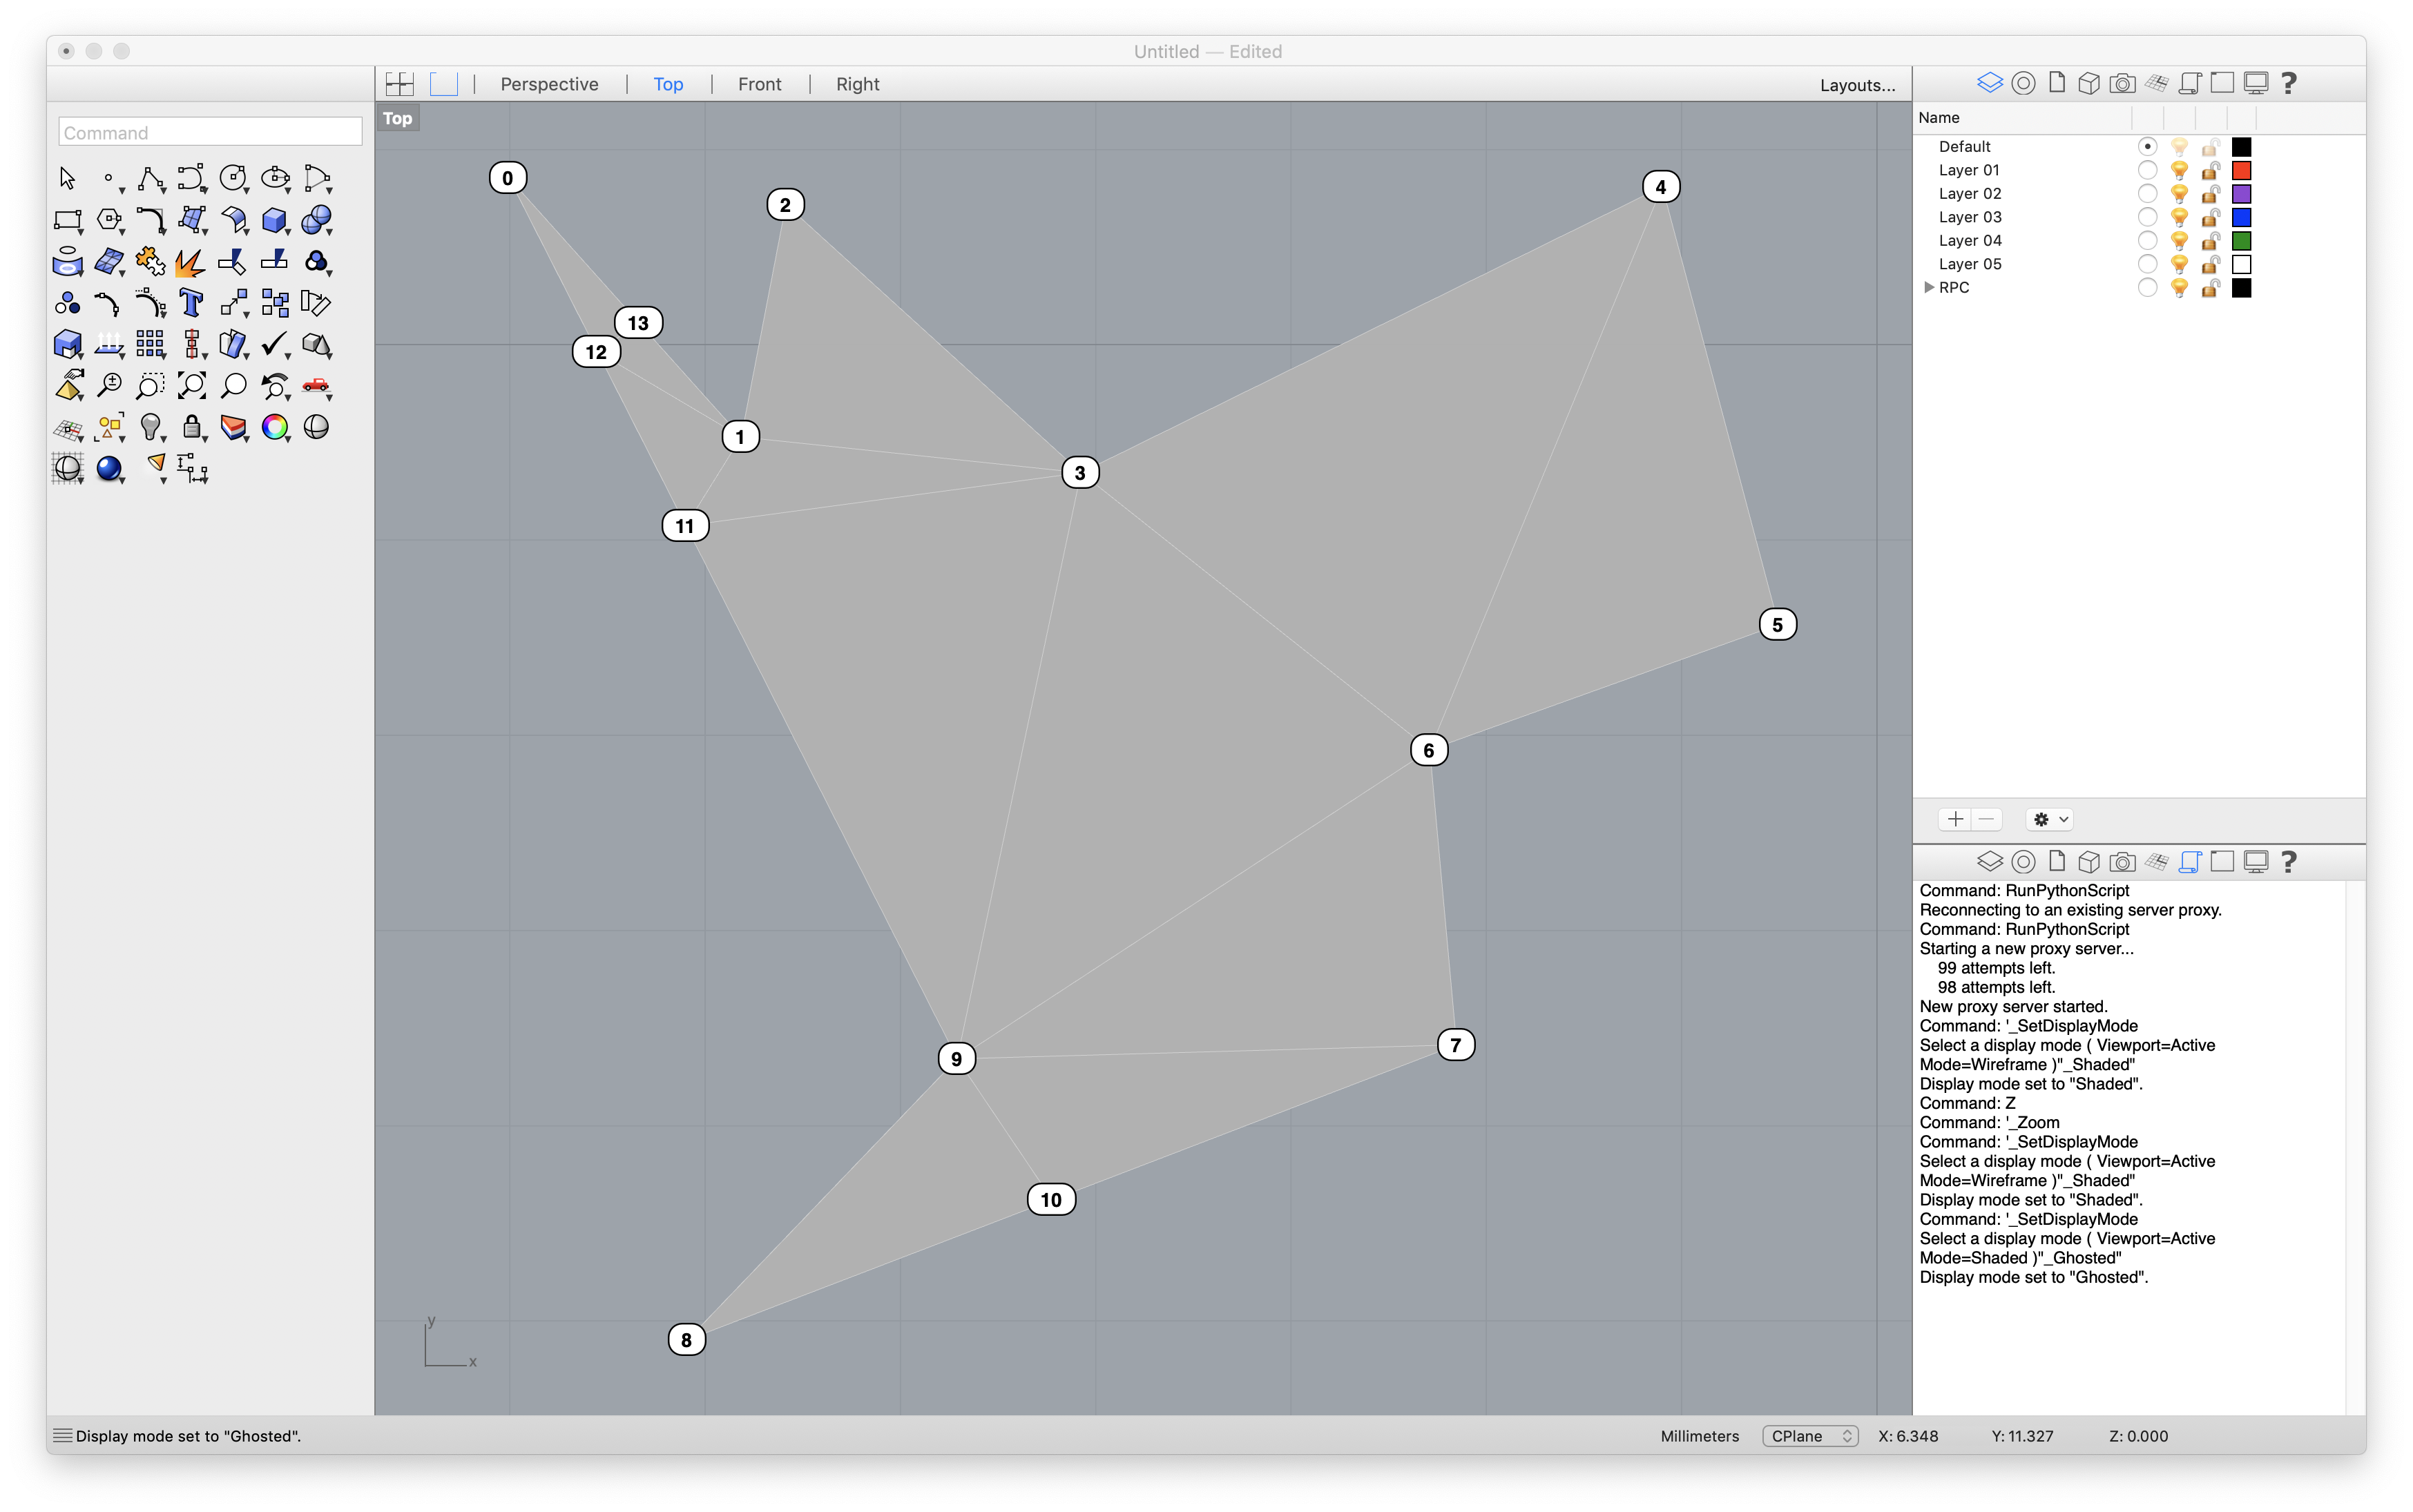 Untitled — Edited
Perspective | Top | Front | Right
Layouts...
Command
Top
Name
Default
Layer 01
Layer 02
Layer 03
Layer 04
Layer 05
RPC
0
2
4
13
12
1
3
11
5
6
9
7
10
8
y
x
Command: RunPythonScript
Reconnecting to an existing server proxy.
Command: RunPythonScript
Starting a new proxy server...
99 attempts left.
98 attempts left.
New proxy server started.
Command: '_SetDisplayMode
Select a display mode ( Viewport=Active
Mode=Wireframe )"_Shaded"
Display mode set to "Shaded".
Command: Z
Command: '_Zoom
Command: '_SetDisplayMode
Select a display mode ( Viewport=Active
Mode=Wireframe )"_Shaded"
Display mode set to "Shaded".
Command: '_SetDisplayMode
Select a display mode ( Viewport=Active
Mode=Shaded )"_Ghosted"
Display mode set to "Ghosted".
Display mode set to "Ghosted".
Millimeters
CPlane
X: 6.348
Y: 11.327
Z: 0.000